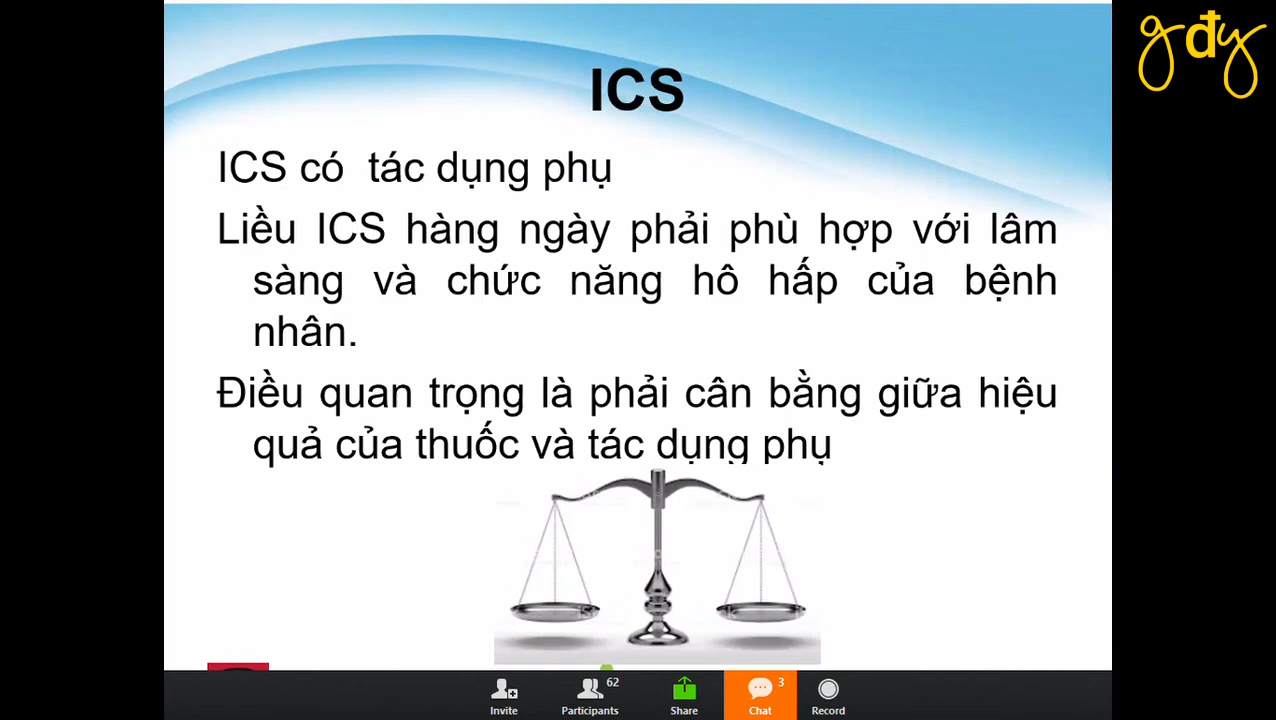 gđy
ICS
ICS có tác dụng phụ
Liều ICS hàng ngày phải phù hợp với lâm
sàng và chức năng hô hấp của bệnh
nhân.
Điều quan trọng là phải cân bằng giữa hiệu
quả của thuốc và tác dụng phụ
62
3
Invite
Participants
Share
Chat
Record